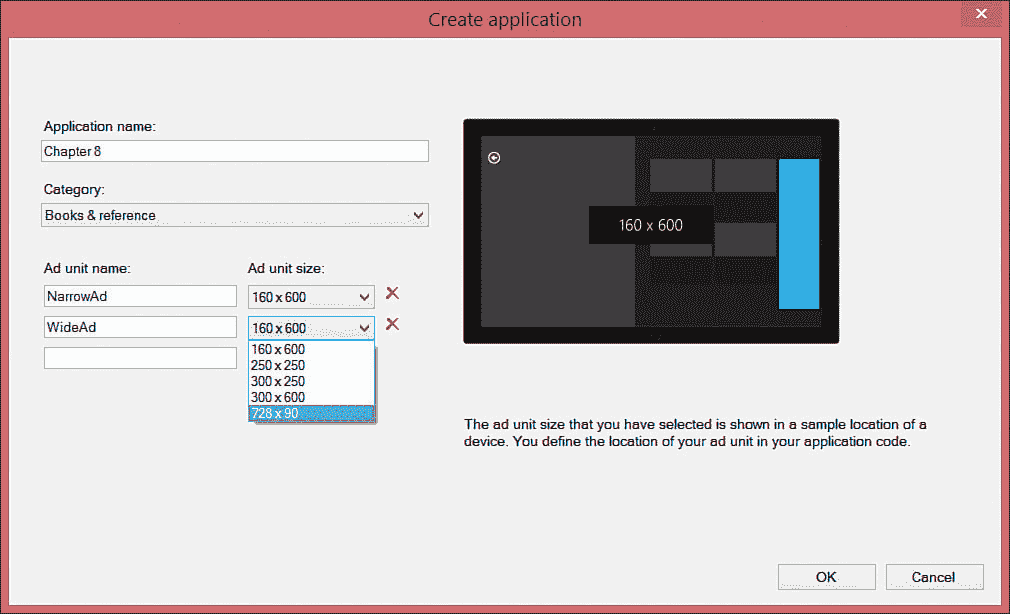 Create application
Application name:
Chapter 8
Category:
Books & reference
Ad unit name:
Ad unit size:
NarrowAd
160 x 600
WideAd
160 x 600
160 x 600
250 x 250
300 x 250
300 x 600
728 x 90
160 x 600
The ad unit size that you have selected is shown in a sample location of a
device. You define the location of your ad unit in your application code.
OK
Cancel